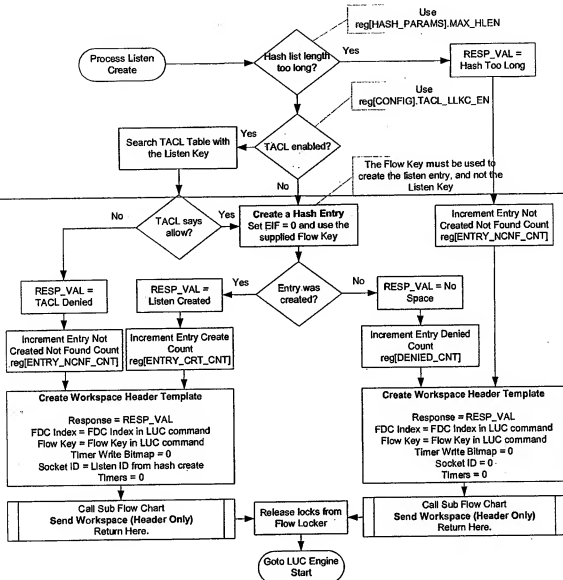 Use
reg[HASH_PARAMS].MAX_HLEN
Process Listen
Create
Hash list length
too long?
Yes
RESP_VAL =
Hash Too Long
No
Use
reg[CONFIG].TACL_LLKC_EN
Search TACL Table with
the Listen Key
Yes
TACL enabled?
No
The Flow Key must be used to
create the listen entry, and not the
Listen Key
No
TACL says
allow?
Yes
Create a Hash Entry
Set EIF = 0 and use the
supplied Flow Key
Increment Entry Not
Created Not Found Count
reg[ENTRY_NCNF_CNT]
RESP_VAL =
TACL Denied
RESP_VAL =
Listen Created
Yes
Entry was
created?
No
RESP_VAL = No
Space
Increment Entry Not
Created Not Found Count
reg[ENTRY_NCNF_CNT]
Increment Entry Create
Count
reg[ENTRY_CRT_CNT]
Increment Entry Denied
Count
reg[DENIED_CNT]
Create Workspace Header Template
Response = RESP_VAL
FDC Index = FDC Index in LUC command
Flow Key = Flow Key in LUC command
Timer Write Bitmap = 0
Socket ID = Listen ID from hash create
Timers = 0
Create Workspace Header Template
Response = RESP_VAL
FDC Index = FDC Index in LUC command
Flow Key = Flow Key in LUC command
Timer Write Bitmap = 0
Socket ID = 0
Timers = 0
Call Sub Flow Chart
Send Workspace (Header Only)
Return Here.
Release locks from
Flow Locker
Call Sub Flow Chart
Send Workspace (Header Only)
Return Here.
Goto LUC Engine
Start